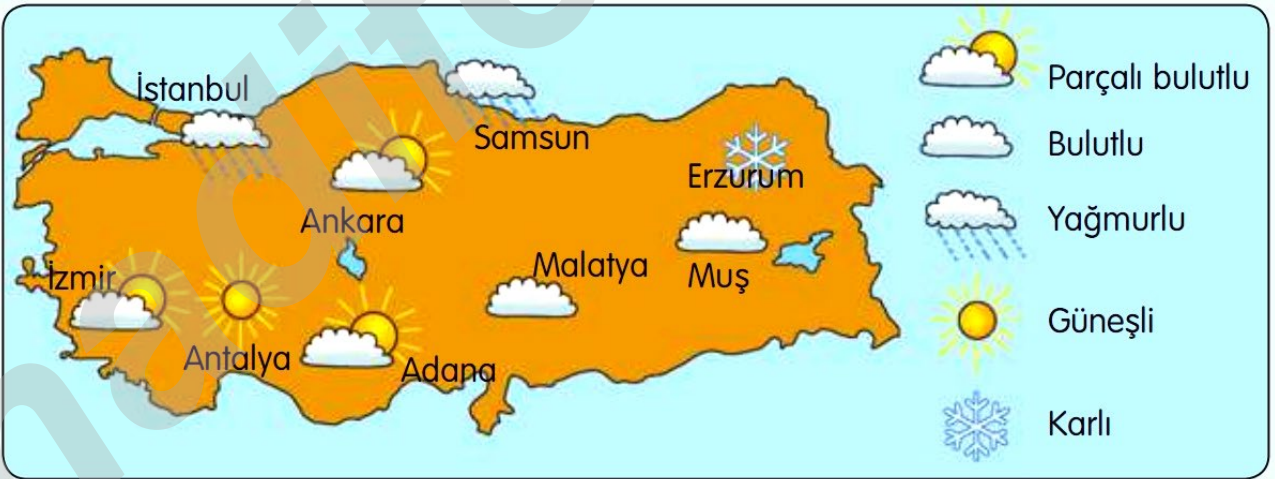 İstanbul
Samsun
Erzurum
Ankara
İzmir
Malatya
Muş
Antalya
Adana
Parçalı bulutlu
Bulutlu
Yağmurlu
Güneşli
Karlı